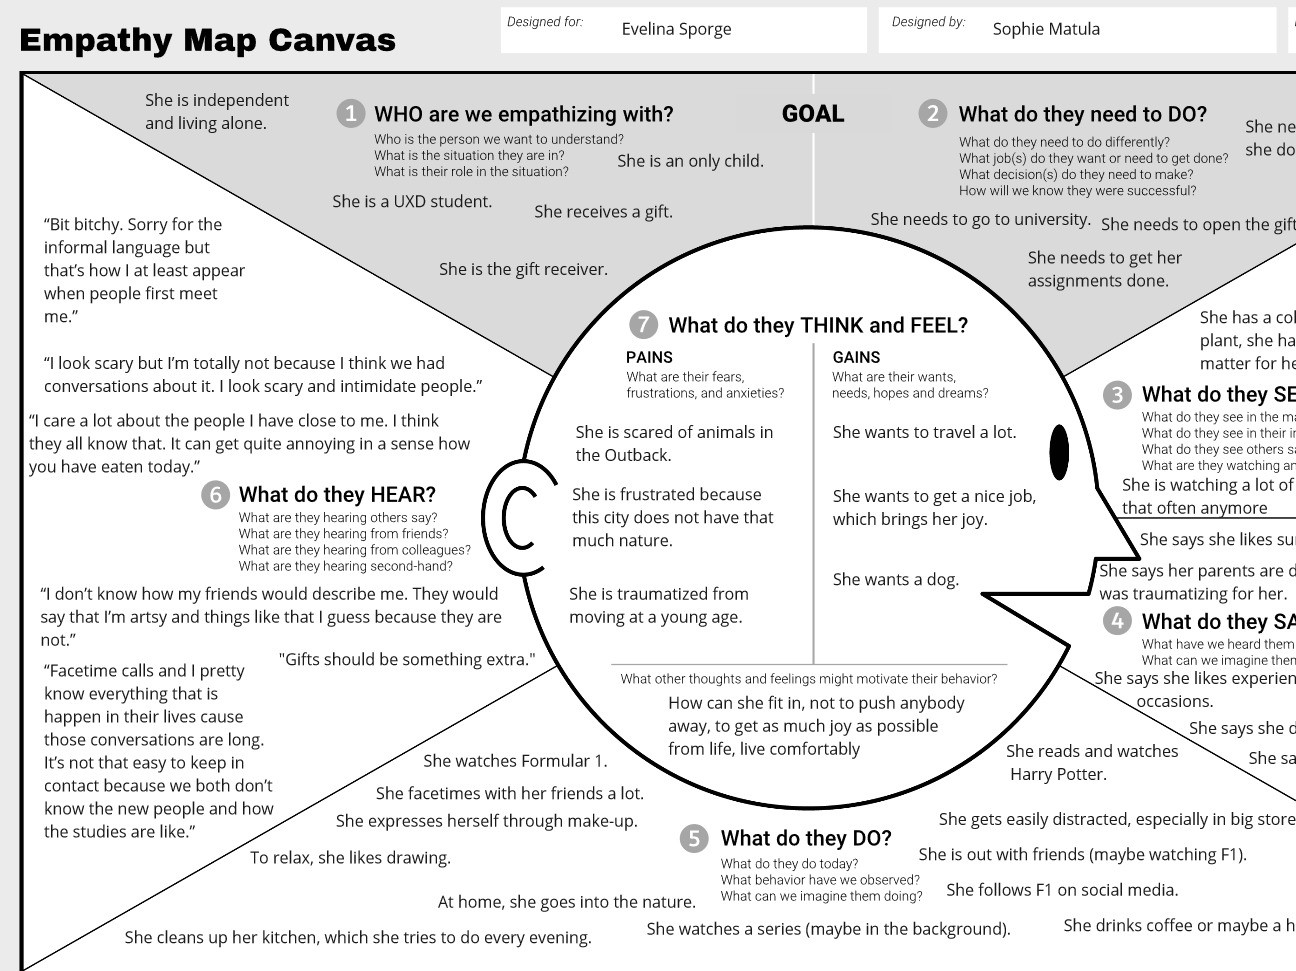 Empathy Map Canvas
Designed for:
Evelina Sporge
Designed by:
Sophie Matula
She is independent
and living alone.
1
WHO are we empathizing with?
Who is the person we want to understand?
What is the situation they are in?
What is their role in the situation?
She is an only child.
She is a UXD student.
She receives a gift.
She is the gift receiver.
GOAL
2
What do they need to DO?
What do they need to do differently?
What job(s) do they want or need to get done?
What decision(s) do they need to make?
How will we know they were successful?
She ne
she do
She needs to go to university.
She needs to open the gift
She needs to get her
assignments done.
“Bit bitchy. Sorry for the
informal language but
that’s how I at least appear
when people first meet
me.”
“I look scary but I’m totally not because I think we had
conversations about it. I look scary and intimidate people.”
“I care a lot about the people I have close to me. I think
they all know that. It can get quite annoying in a sense how
you have eaten today.”
6
What do they HEAR?
What are they hearing others say?
What are they hearing from friends?
What are they hearing from colleagues?
What are they hearing second-hand?
“I don’t know how my friends would describe me. They would
say that I’m artsy and things like that I guess because they are
not.”
"Gifts should be something extra."
“Facetime calls and I pretty
know everything that is
happen in their lives cause
those conversations are long.
It’s not that easy to keep in
contact because we both don’t
know the new people and how
the studies are like.”
7
What do they THINK and FEEL?
PAINS
What are their fears,
frustrations, and anxieties?
She is scared of animals in
the Outback.
She is frustrated because
this city does not have that
much nature.
She is traumatized from
moving at a young age.
GAINS
What are their wants,
needs, hopes and dreams?
She wants to travel a lot.
She wants to get a nice job,
which brings her joy.
She wants a dog.
What other thoughts and feelings might motivate their behavior?
How can she fit in, not to push anybody
away, to get as much joy as possible
from life, live comfortably
She has a col
plant, she ha
matter for he
3
What do they SE
What do they see in the ma
What do they see in their in
What do they see others sa
What are they watching an
She is watching a lot of
that often anymore
She says she likes su
She says her parents are d
was traumatizing for her.
4
What do they SA
What have we heard them
What can we imagine them
She says she likes experien
occasions.
She says she d
She sa
She watches Formular 1.
She facetimes with her friends a lot.
She expresses herself through make-up.
To relax, she likes drawing.
At home, she goes into the nature.
She cleans up her kitchen, which she tries to do every evening.
5
What do they DO?
What do they do today?
What behavior have we observed?
What can we imagine them doing?
She watches a series (maybe in the background).
She reads and watches
Harry Potter.
She gets easily distracted, especially in big store
She is out with friends (maybe watching F1).
She follows F1 on social media.
She drinks coffee or maybe a h